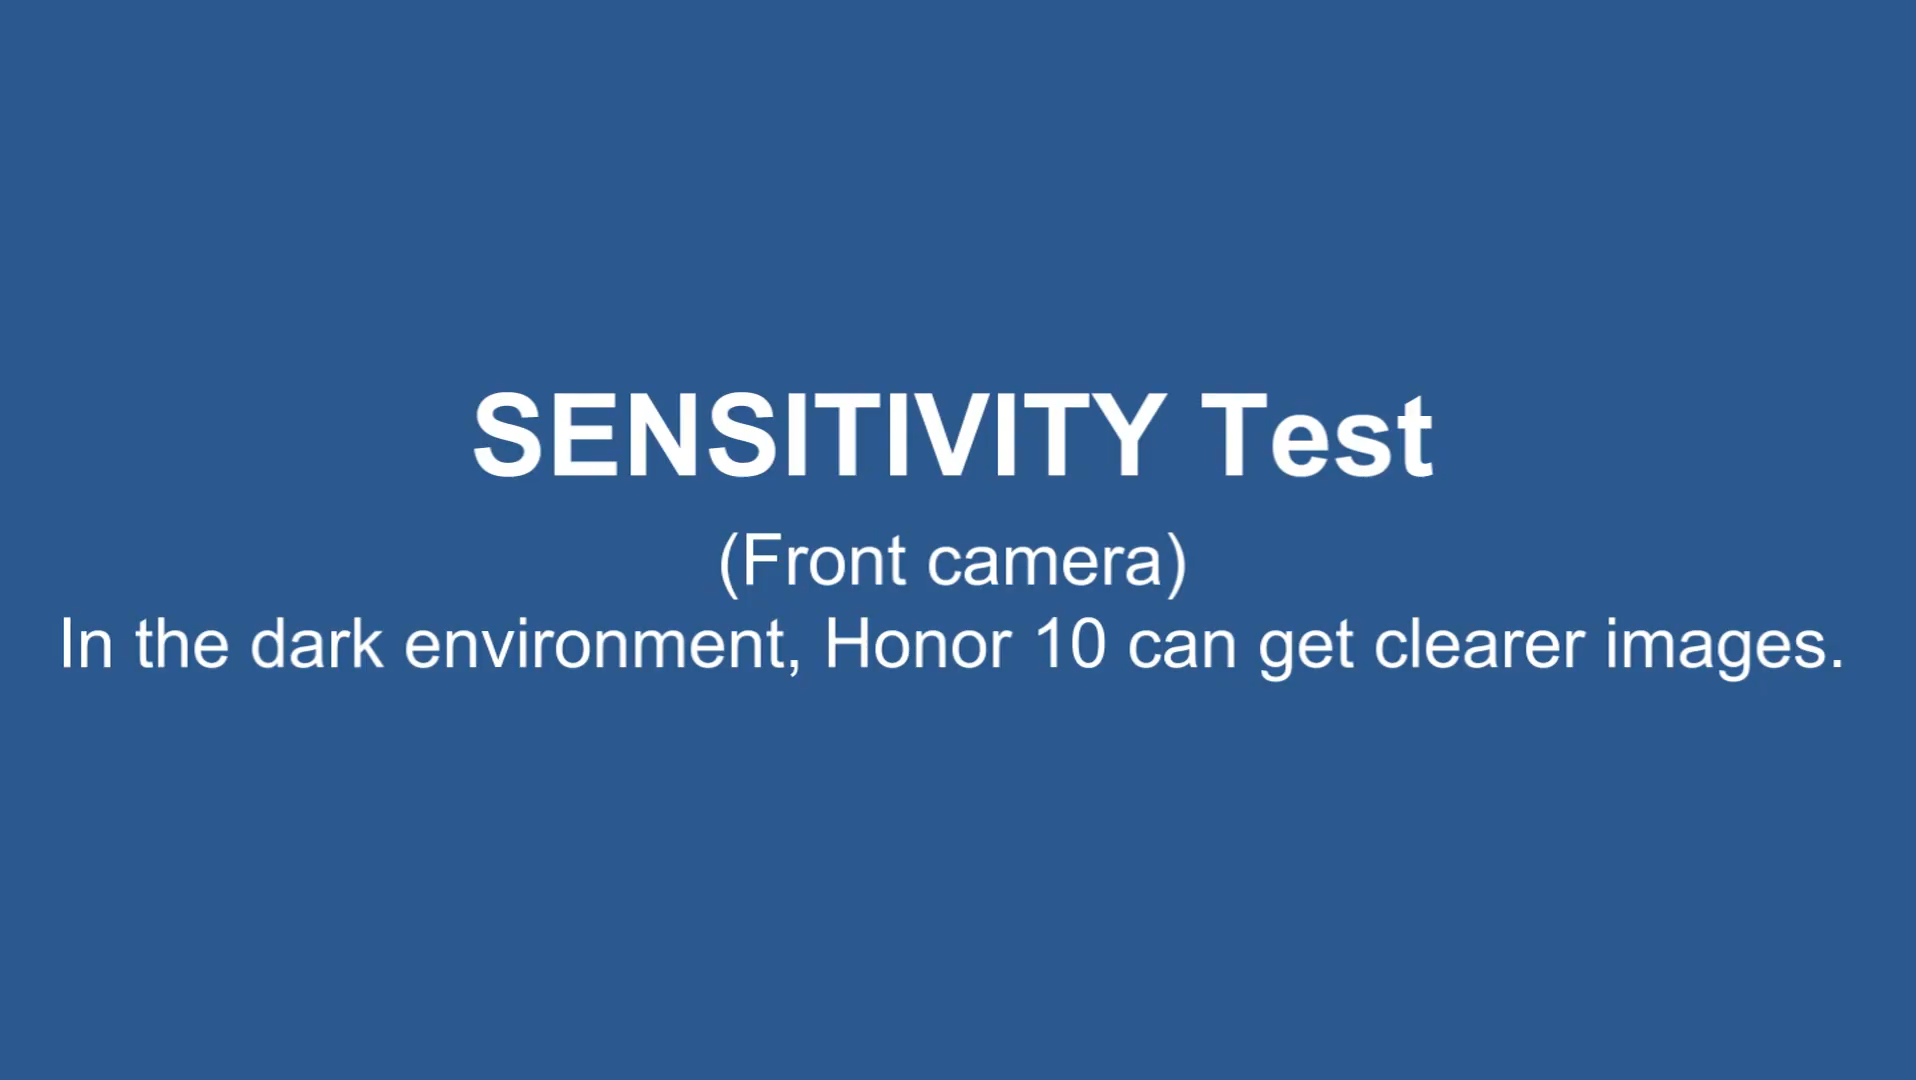 SENSITIVITY Test
(Front camera)
In the dark environment, Honor 10 can get clearer images.